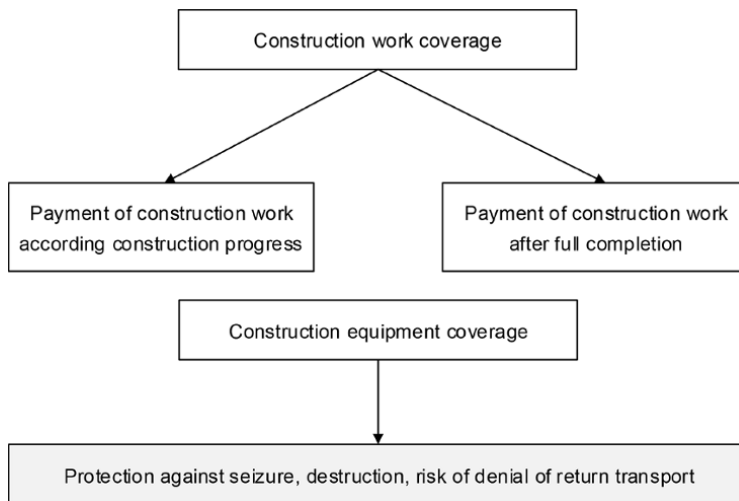 Construction work coverage
Payment of construction work
according construction progress
Payment of construction work
after full completion
Construction equipment coverage
Protection against seizure, destruction, risk of denial of return transport